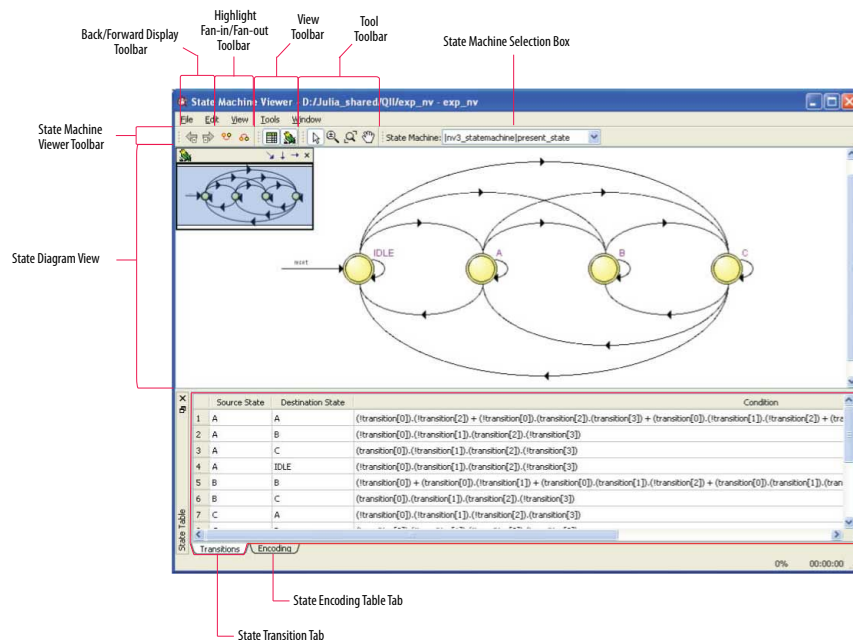 Back/Forward Display
Toolbar
Highlight
Fan-in/Fan-out
Toolbar
View
Toolbar
Tool
Toolbar
State Machine Selection Box
State Machine
Viewer Toolbar
State Machine Viewer - D:/Julia_shared/QII/exp_nv - exp_nv
File Edit View Tools Window
State Machine: |nv3_statemachine|present_state
State Diagram View
IDLE
A
B
C
State Table
Source State Destination State Condition
1 A A (!transition[0]).(!transition[2]) + (!transition[0]).(transition[2]).(transition[3]) + (transition[0]).(!transition[1]).(!transition[2]) + (tra
2 A B (!transition[0]).(transition[1]).(transition[2]).(!transition[3])
3 A C (transition[0]).(!transition[1]).(transition[2]).(!transition[3])
4 A IDLE (!transition[0]).(!transition[1]).(transition[2]).(!transition[3])
5 B B (!transition[0]) + (transition[0]).(!transition[1]) + (transition[0]).(transition[1]).(!transition[2]) + (transition[0]).(transition[1]).(tran
6 B C (transition[0]).(transition[1]).(transition[2]).(!transition[3])
7 C A (!transition[0]).(!transition[1]).(!transition[2]).(transition[3])
Transitions Encoding
0% 00:00:00
State Encoding Table Tab
State Transition Tab